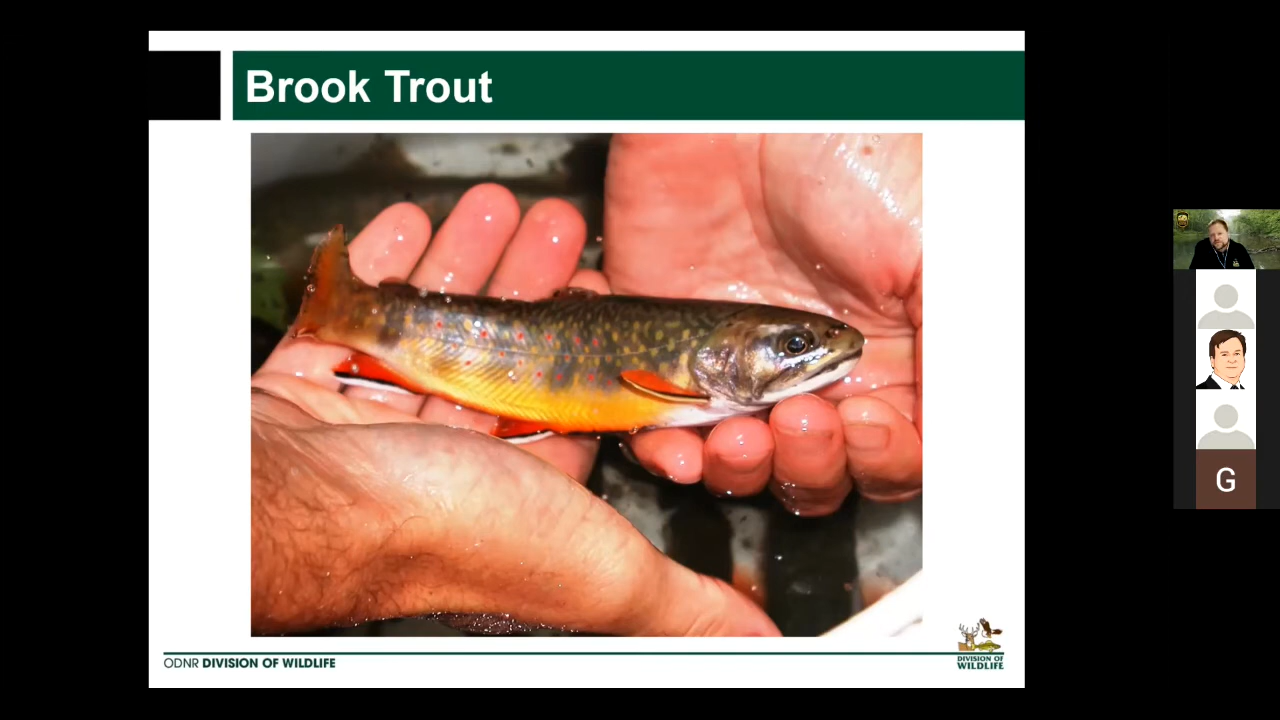 Brook Trout
ODNR DIVISION OF WILDLIFE
DIVISION OF
WILDLIFE
G